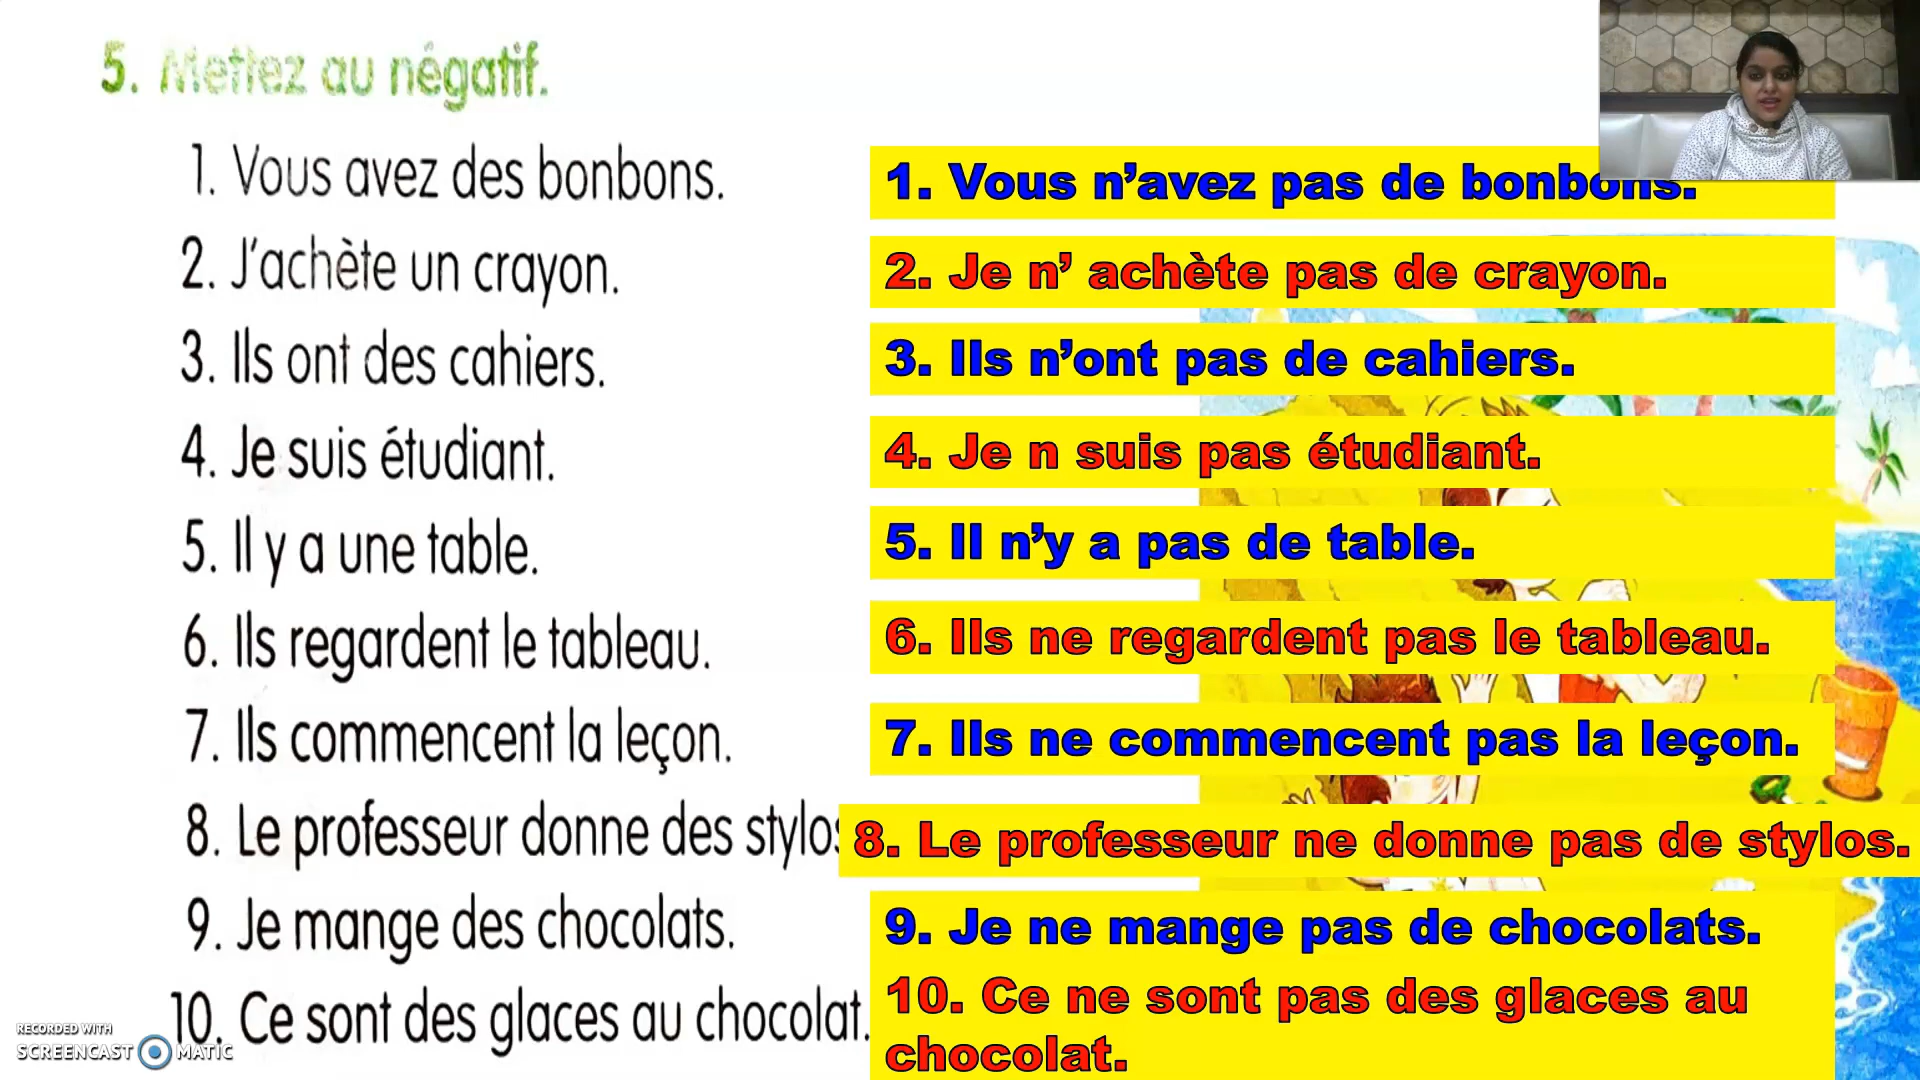 5. Mettez au négatif.
1. Vous avez des bonbons.
2. J'achète un crayon.
3. Ils ont des cahiers.
4. Je suis étudiant.
5. Il y a une table.
6. Ils regardent le tableau.
7. Ils commencent la leçon.
8. Le professeur donne des stylos
9. Je mange des chocolats.
10. Ce sont des glaces au chocolat.
1. Vous n’avez pas de bonbons.
2. Je n’ achète pas de crayon.
3. Ils n’ont pas de cahiers.
4. Je n suis pas étudiant.
5. Il n’y a pas de table.
6. Ils ne regardent pas le tableau.
7. Ils ne commencent pas la leçon.
8. Le professeur ne donne pas de stylos.
9. Je ne mange pas de chocolats.
10. Ce ne sont pas des glaces au
chocolat.
RECORDED WITH
SCREENCAST MATIC